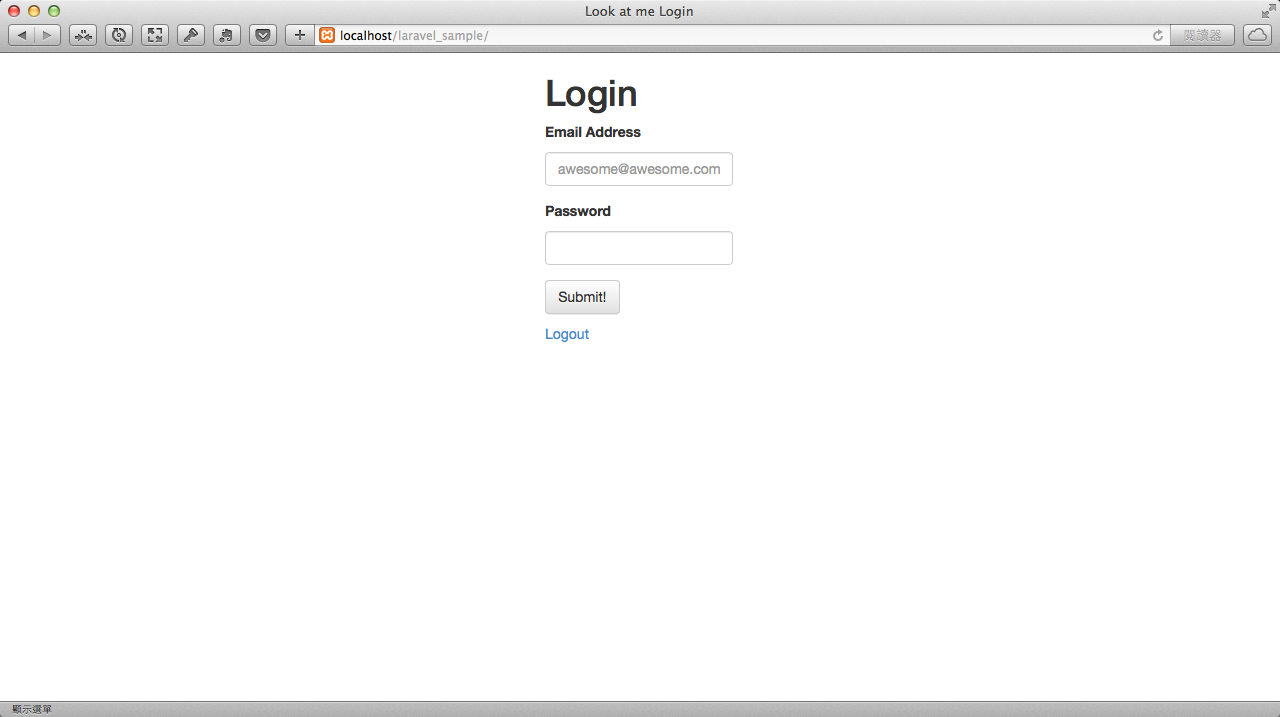 Look at me Login
localhost/laravel_sample/
閱讀器
Login
Email Address
awesome@awesome.com
Password
Submit!
Logout
顯示選單